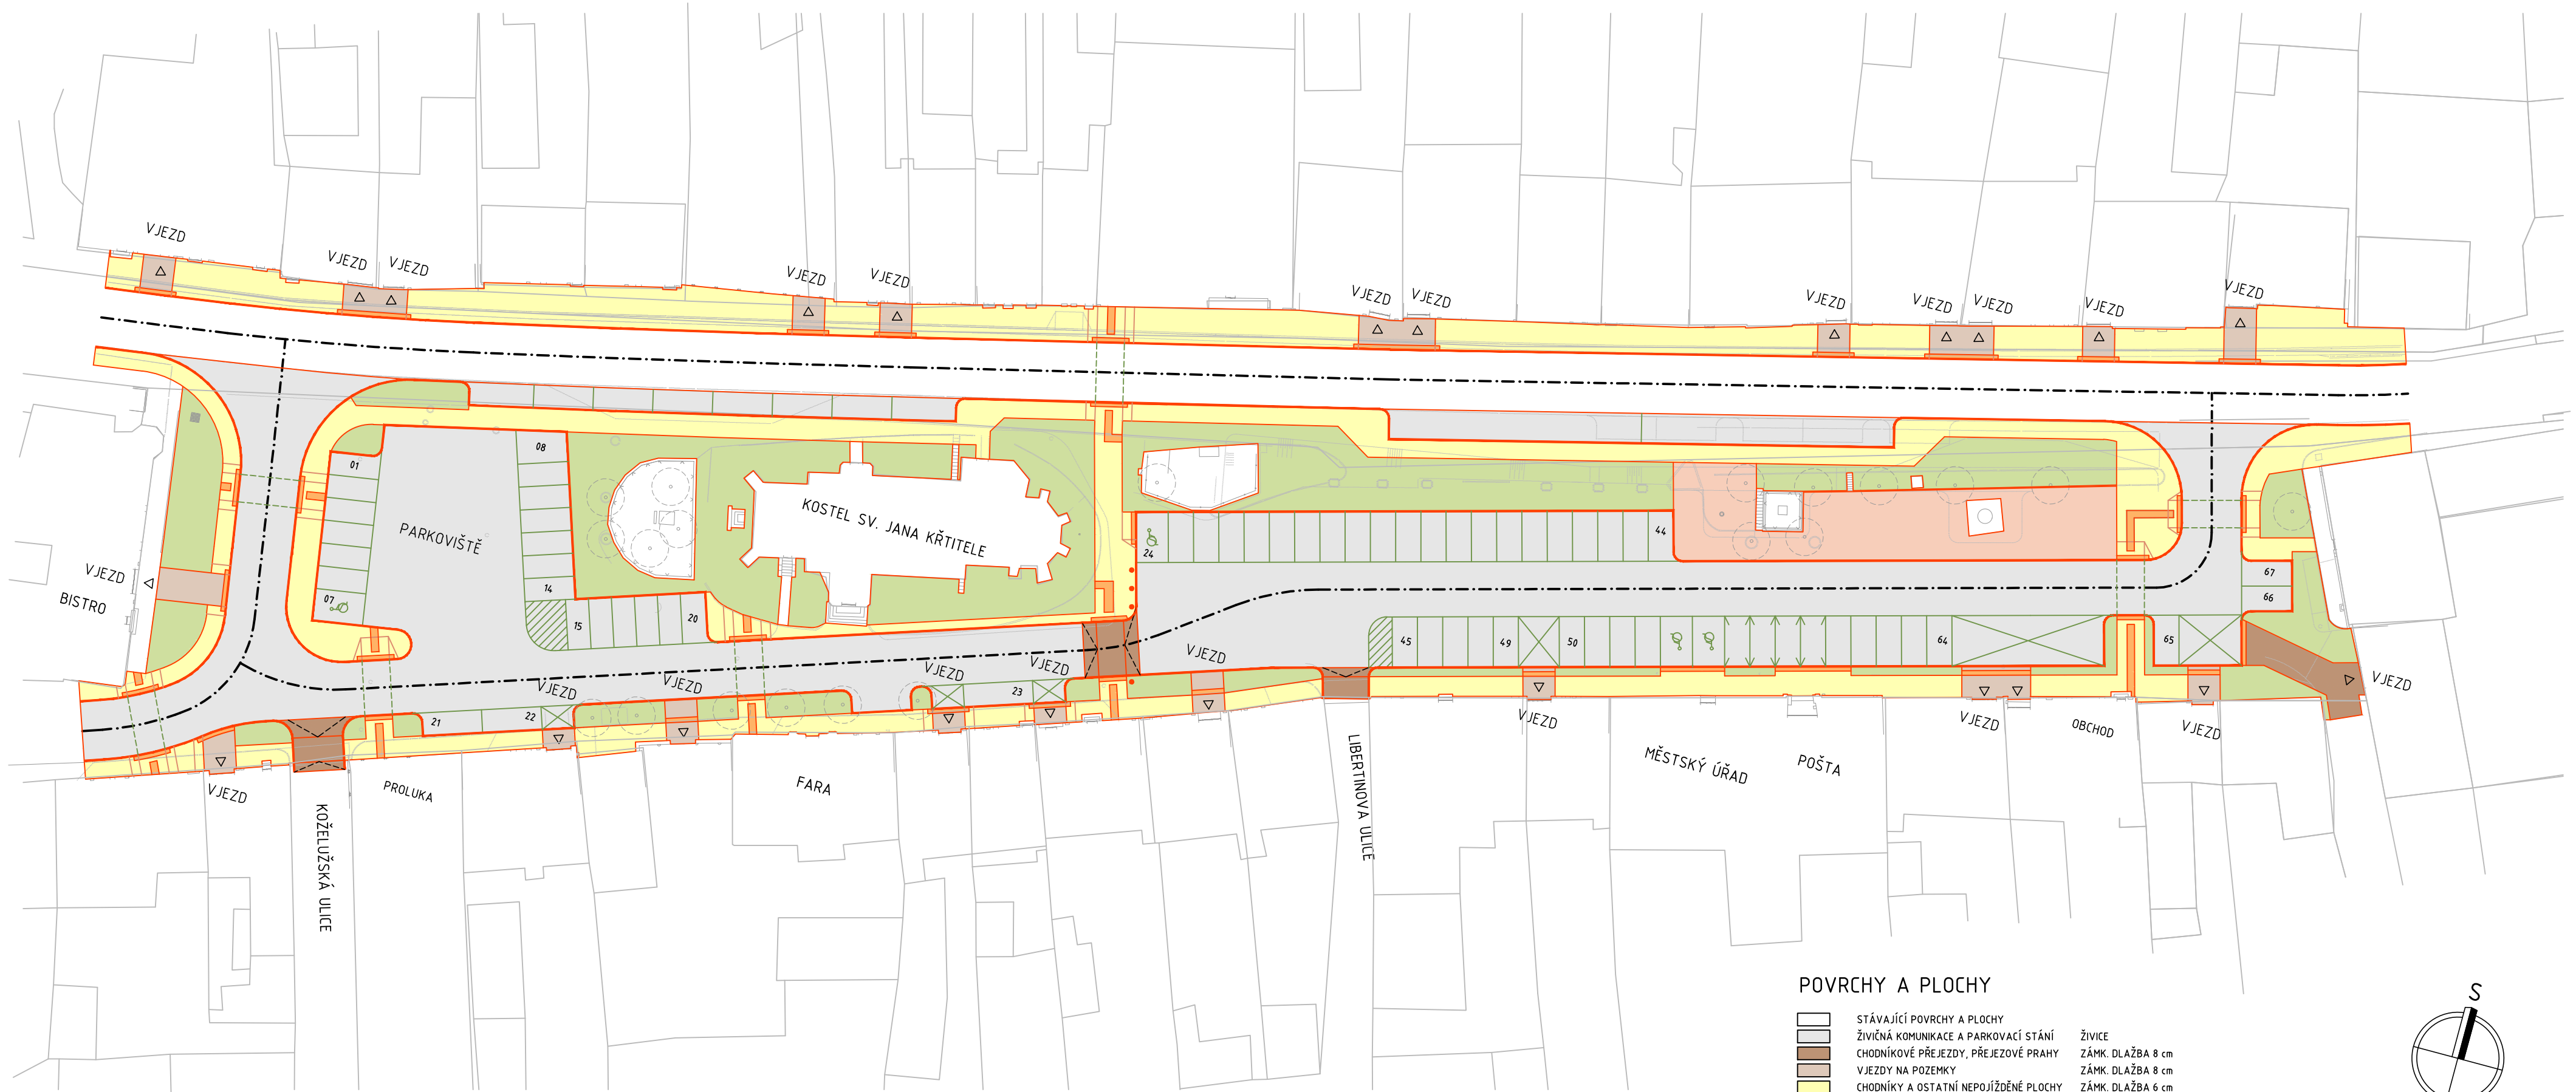 VJEZD
VJEZD
VJEZD
VJEZD
VJEZD
VJEZD
VJEZD
VJEZD
VJEZD
VJEZD
VJEZD
VJEZD
01
08
44
PARKOVIŠTĚ
KOSTEL SV. JANA KŘTITELE
24
VJEZD
BISTRO
07
14
15
20
67
66
45
49
50
64
65
VJEZD
VJEZD
VJEZD
VJEZD
VJEZD
23
21
22
VJEZD
VJEZD
VJEZD
OBCHOD
VJEZD
VJEZD
PROLUKA
FARA
KOŽELUŽSKÁ ULICE
LIBERTINOVA ULICE
MĚSTSKÝ ÚŘAD
POŠTA
POVRCHY A PLOCHY
STÁVAJÍCÍ POVRCHY A PLOCHY
ŽIVIČNÁ KOMUNIKACE A PARKOVACÍ STÁNÍ ŽIVICE
CHODNÍKOVÉ PŘEJEZDY, PŘEJEZOVÉ PRAHY ZÁMK. DLAŽBA 8 cm
VJEZDY NA POZEMKY ZÁMK. DLAŽBA 8 cm
CHODNÍKY A OSTATNÍ NEPOJÍŽDĚNÉ PLOCHY ZÁMK. DLAŽBA 6 cm
S